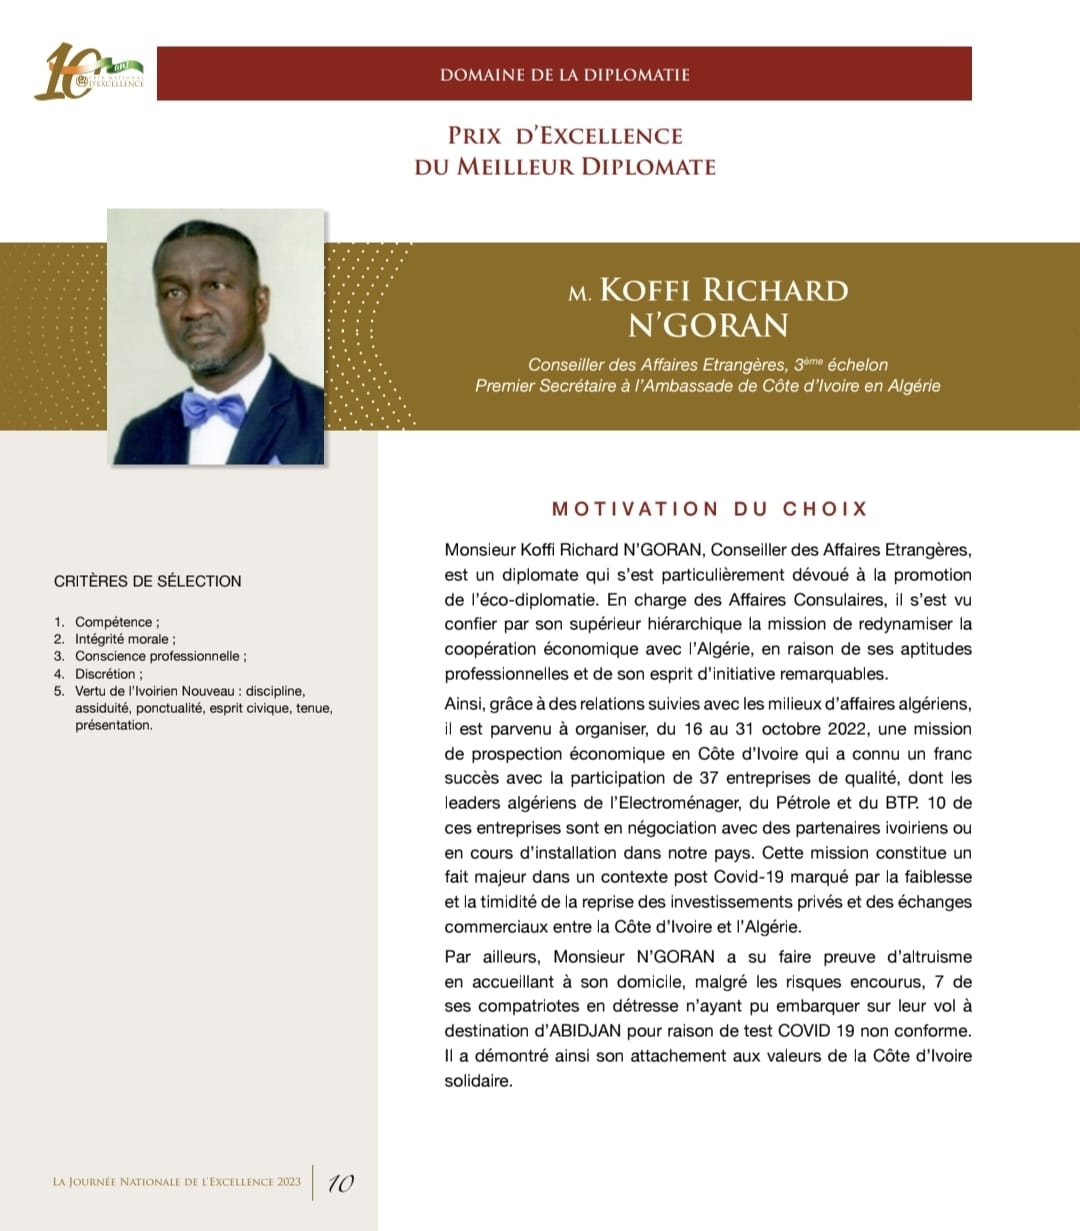 10
ans
PRIX NATIONAL
D'EXCELLENCE
DOMAINE DE LA DIPLOMATIE
PRIX D'EXCELLENCE
DU MEILLEUR DIPLOMATE
M. KOFFI RICHARD
N'GORAN
Conseiller des Affaires Etrangères, 3ème échelon
Premier Secrétaire à l'Ambassade de Côte d'Ivoire en Algérie
CRITÈRES DE SÉLECTION
1. Compétence ;
2. Intégrité morale ;
3. Conscience professionnelle ;
4. Discrétion ;
5. Vertu de l'Ivoirien Nouveau : discipline,
assiduité, ponctualité, esprit civique, tenue,
présentation.
MOTIVATION DU CHOIX
Monsieur Koffi Richard N'GORAN, Conseiller des Affaires Etrangères,
est un diplomate qui s'est particulièrement dévoué à la promotion
de l'éco-diplomatie. En charge des Affaires Consulaires, il s'est vu
confier par son supérieur hiérarchique la mission de redynamiser la
coopération économique avec l'Algérie, en raison de ses aptitudes
professionnelles et de son esprit d'initiative remarquables.
Ainsi, grâce à des relations suivies avec les milieux d'affaires algériens,
il est parvenu à organiser, du 16 au 31 octobre 2022, une mission
de prospection économique en Côte d'Ivoire qui a connu un franc
succès avec la participation de 37 entreprises de qualité, dont les
leaders algériens de l'Electroménager, du Pétrole et du BTP. 10 de
ces entreprises sont en négociation avec des partenaires ivoiriens ou
en cours d'installation dans notre pays. Cette mission constitue un
fait majeur dans un contexte post Covid-19 marqué par la faiblesse
et la timidité de la reprise des investissements privés et des échanges
commerciaux entre la Côte d'Ivoire et l'Algérie.
Par ailleurs, Monsieur N'GORAN a su faire preuve d'altruisme
en accueillant à son domicile, malgré les risques encourus, 7 de
ses compatriotes en détresse n'ayant pu embarquer sur leur vol à
destination d'ABIDJAN pour raison de test COVID 19 non conforme.
Il a démontré ainsi son attachement aux valeurs de la Côte d'Ivoire
solidaire.
LA JOURNÉE NATIONALE DE L'EXCELLENCE 2023 10